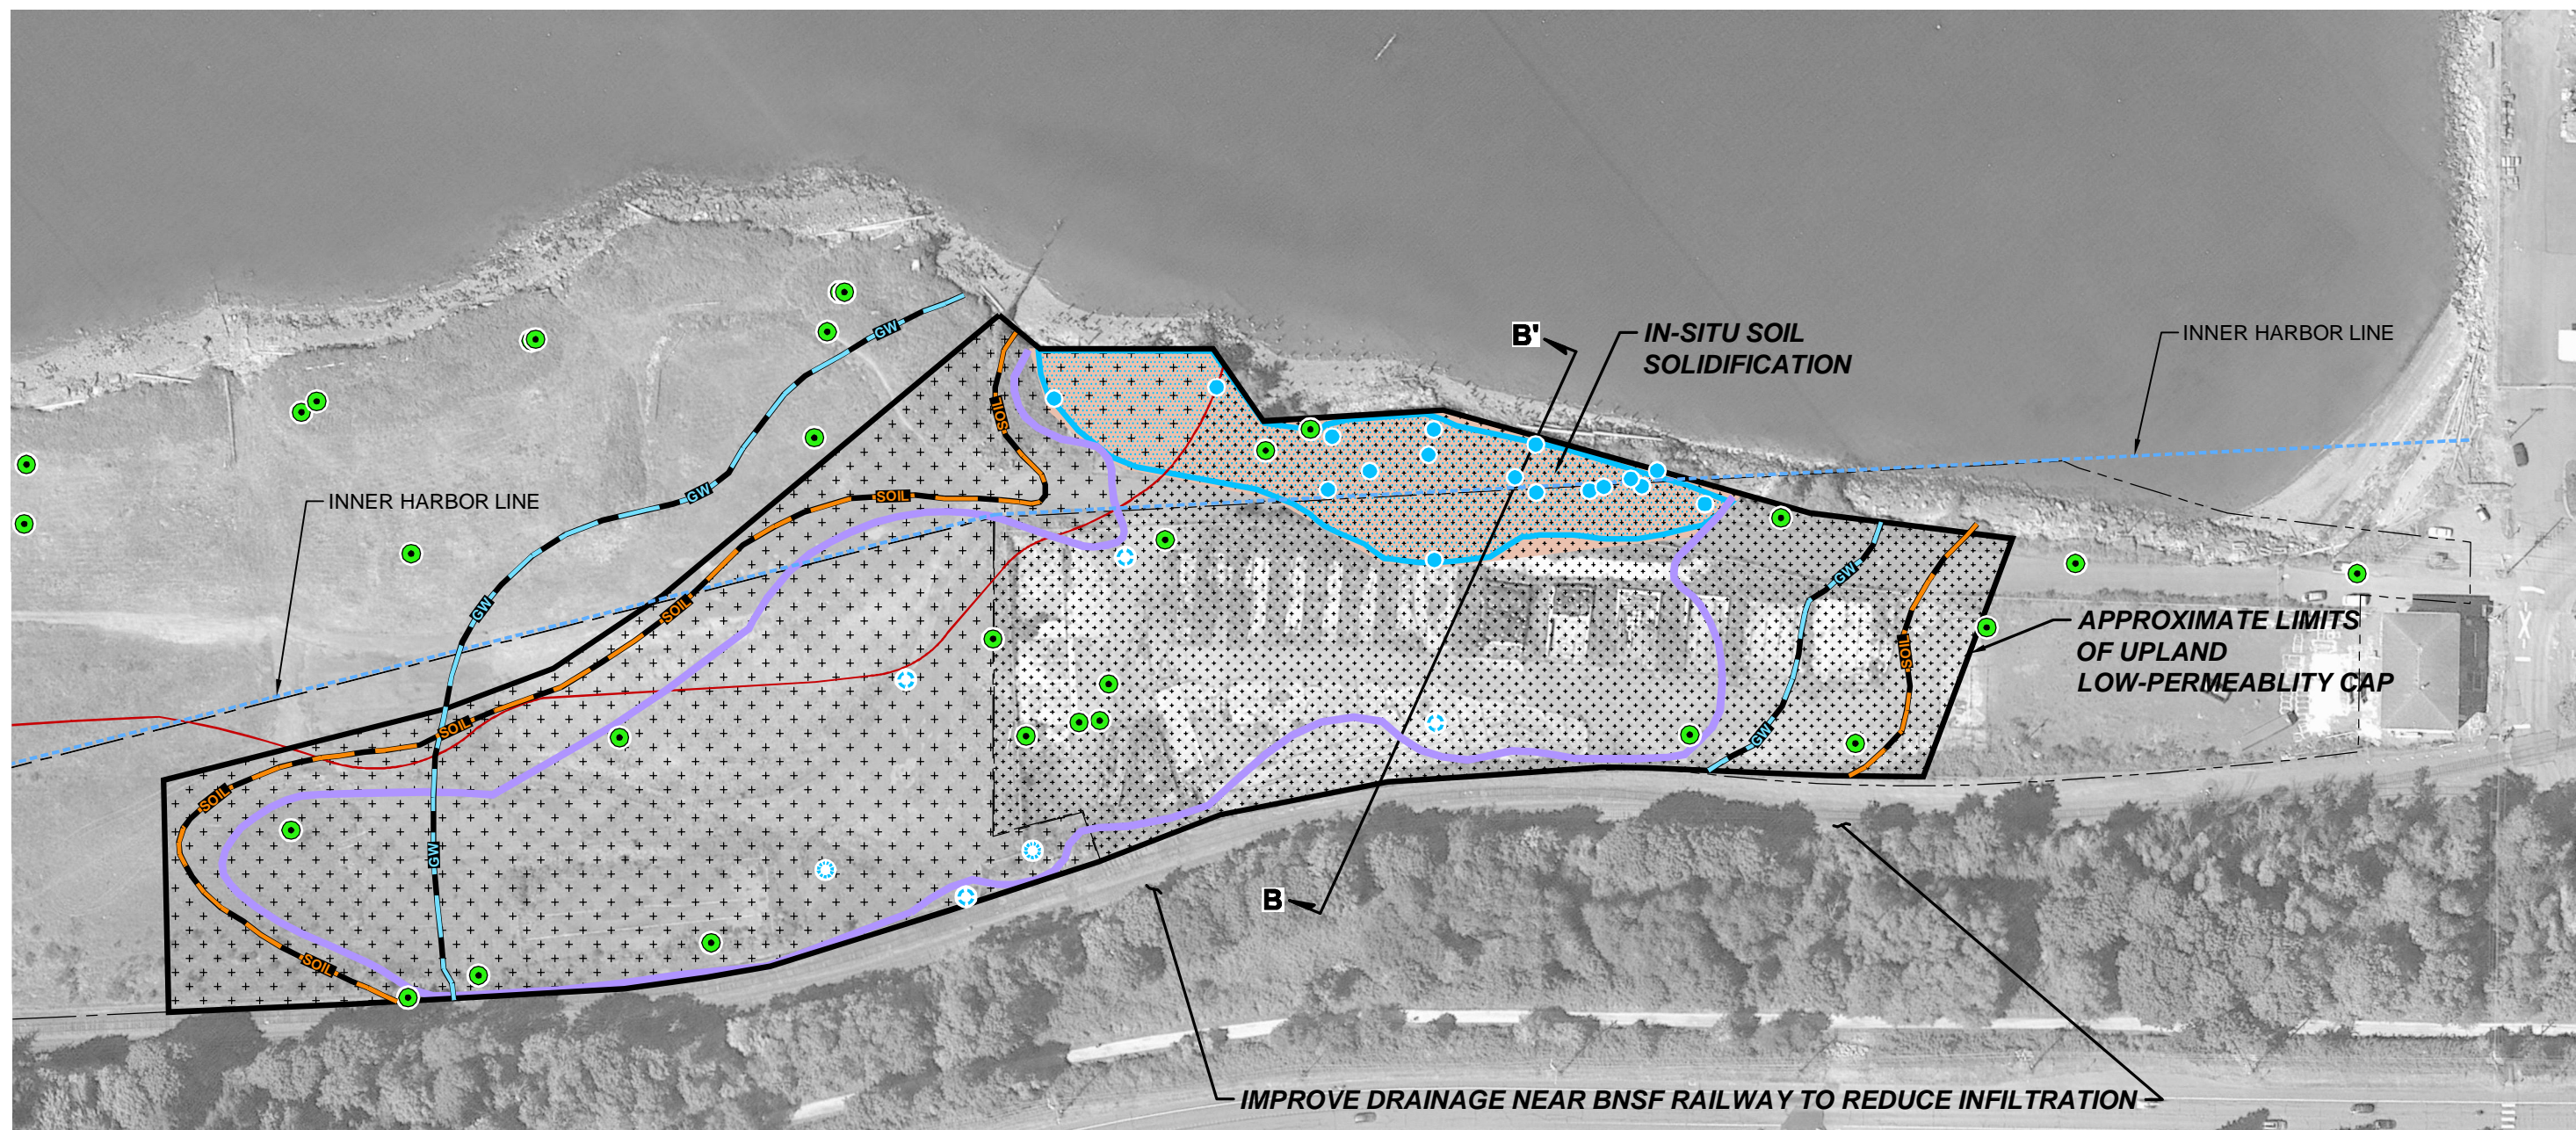 GW
B'
IN-SITU SOIL
SOLIDIFICATION
INNER HARBOR LINE
SOIL
GW
SOIL
INNER HARBOR LINE
GW
GW
SOIL
APPROXIMATE LIMITS
OF UPLAND
LOW-PERMEABLITY CAP
SOIL
SOIL
GW
SOIL
GW
B
SOIL
IMPROVE DRAINAGE NEAR BNSF RAILWAY TO REDUCE INFILTRATION